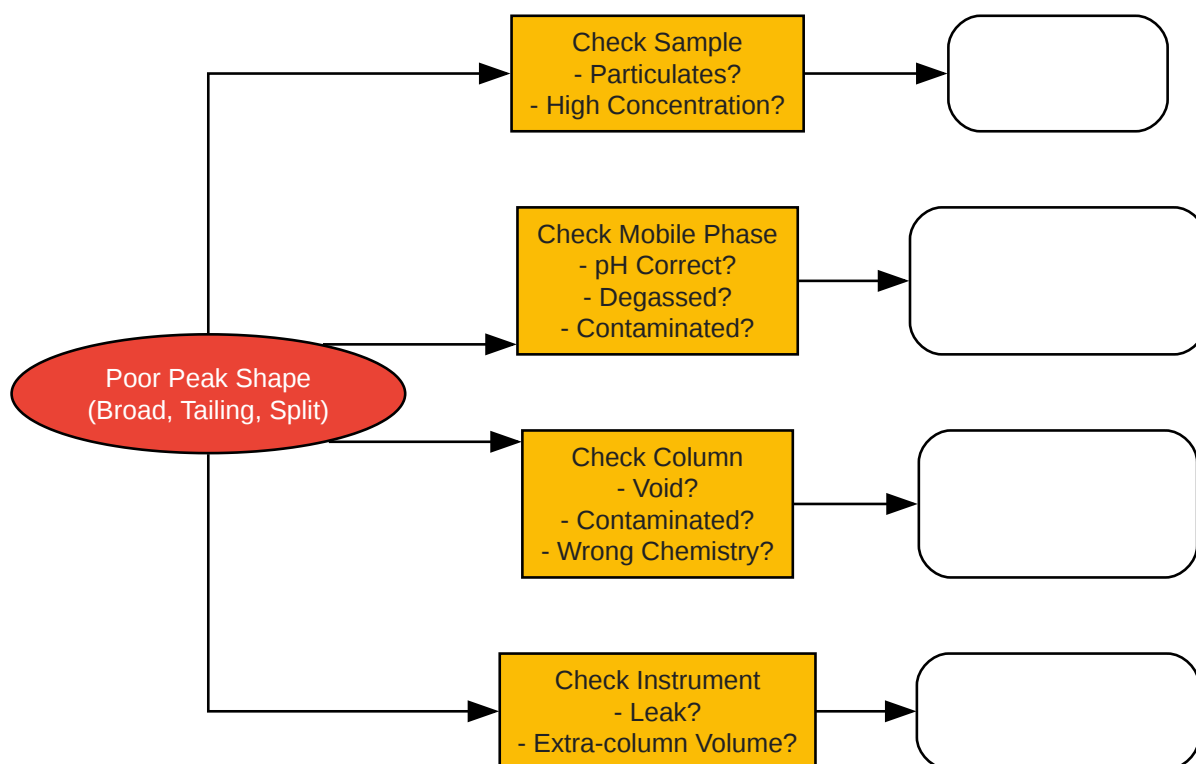 Check Sample
- Particulates?
- High Concentration?
Check Mobile Phase
- pH Correct?
- Degassed?
- Contaminated?
Poor Peak Shape
(Broad, Tailing, Split)
Check Column
- Void?
- Contaminated?
- Wrong Chemistry?
Check Instrument
- Leak?
- Extra-column Volume?